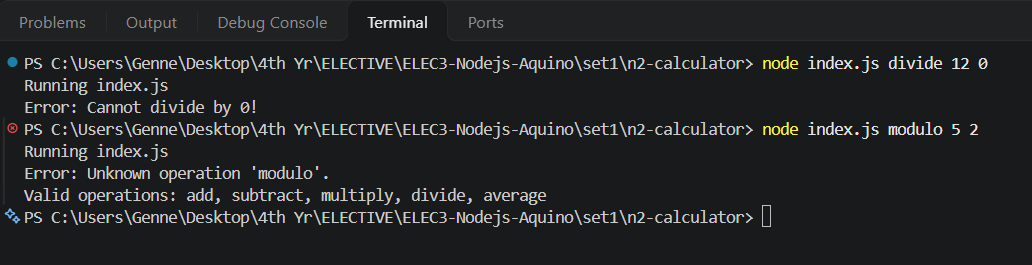 Problems Output Debug Console Terminal Ports
PS C:\Users\Genne\Desktop\4th Yr\ELECTIVE\ELEC3-Nodejs-Aquino\set1\n2-calculator> node index.js divide 12 0
Running index.js
Error: Cannot divide by 0!
PS C:\Users\Genne\Desktop\4th Yr\ELECTIVE\ELEC3-Nodejs-Aquino\set1\n2-calculator> node index.js modulo 5 2
Running index.js
Error: Unknown operation 'modulo'.
Valid operations: add, subtract, multiply, divide, average
PS C:\Users\Genne\Desktop\4th Yr\ELECTIVE\ELEC3-Nodejs-Aquino\set1\n2-calculator>